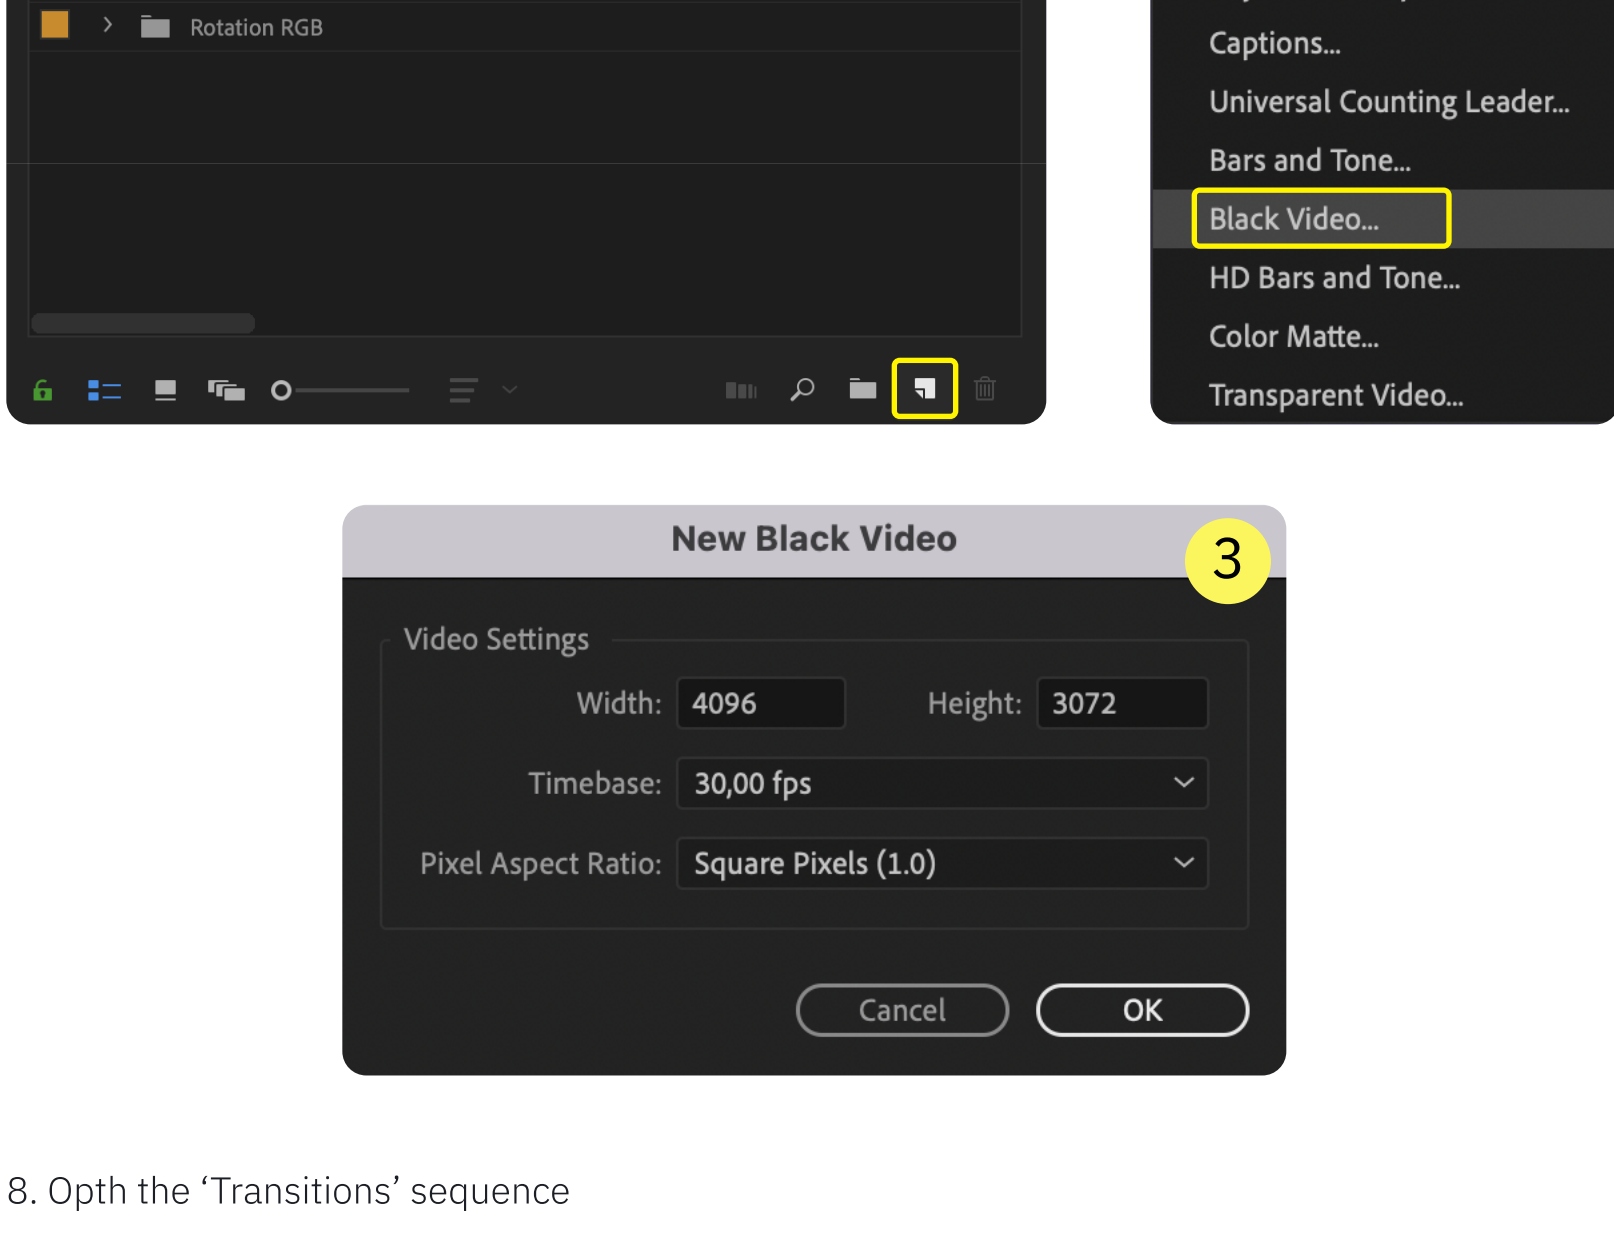 Rotation RGB
Captions...
Universal Counting Leader...
Bars and Tone...
Black Video...
HD Bars and Tone...
Color Matte...
Transparent Video...
New Black Video
3
Video Settings
Width: 4096 Height: 3072
Timebase: 30,00 fps
Pixel Aspect Ratio: Square Pixels (1.0)
Cancel OK
8. Opth the ‘Transitions’ sequence